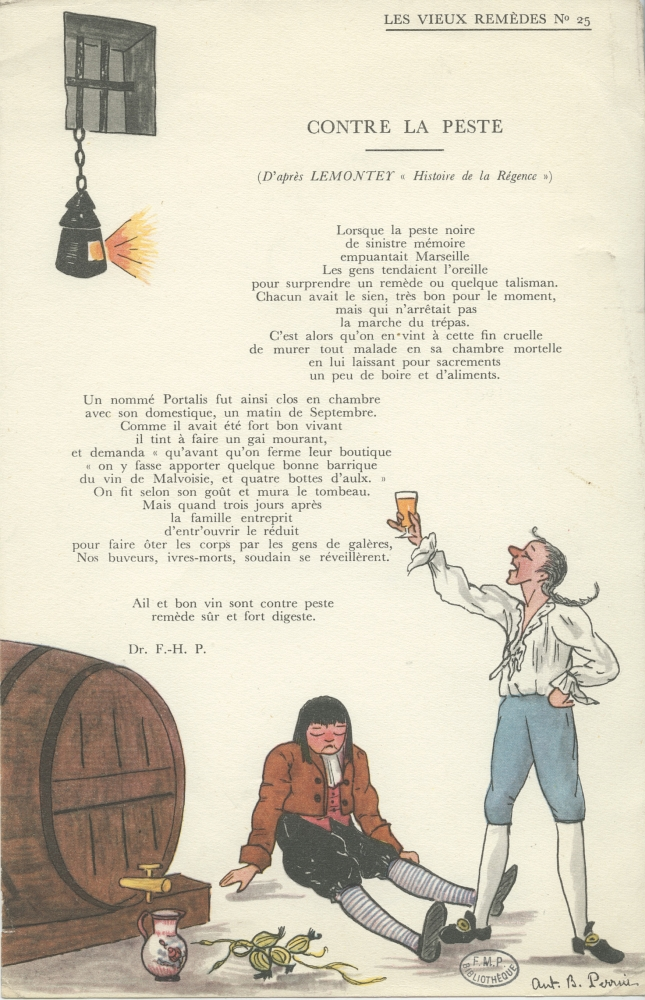 LES VIEUX REMÈDES Nº 25
CONTRE LA PESTE
(D'après LEMONTEY « Histoire de la Régence »)
Lorsque la peste noire
de sinistre mémoire
empuantait Marseille
Les gens tendaient l'oreille
pour surprendre un remède ou quelque talisman.
Chacun avait le sien, très bon pour le moment,
mais qui n'arrêtait pas
la marche du trépas.
C'est alors qu'on en vint à cette fin cruelle
de murer tout malade en sa chambre mortelle
en lui laissant pour sacrements
un peu de boire et d'aliments.
Un nommé Portalis fut ainsi clos en chambre
avec son domestique, un matin de Septembre.
Comme il avait été fort bon vivant
il tint à faire un gai mourant,
et demanda « qu'avant qu'on ferme leur boutique
« on y fasse apporter quelque bonne barrique
du vin de Malvoisie, et quatre bottes d'aulx. »
On fit selon son goût et mura le tombeau.
Mais quand trois jours après
la famille entreprit
d'entr'ouvrir le réduit
pour faire ôter les corps par les gens de galères,
Nos buveurs, ivres-morts, soudain se réveillèrent.
Ail et bon vin sont contre peste
remède sûr et fort digeste.
Dr. F.-H. P.
F.M.P.
BIBLIOTHÈQUE
Ant. B.